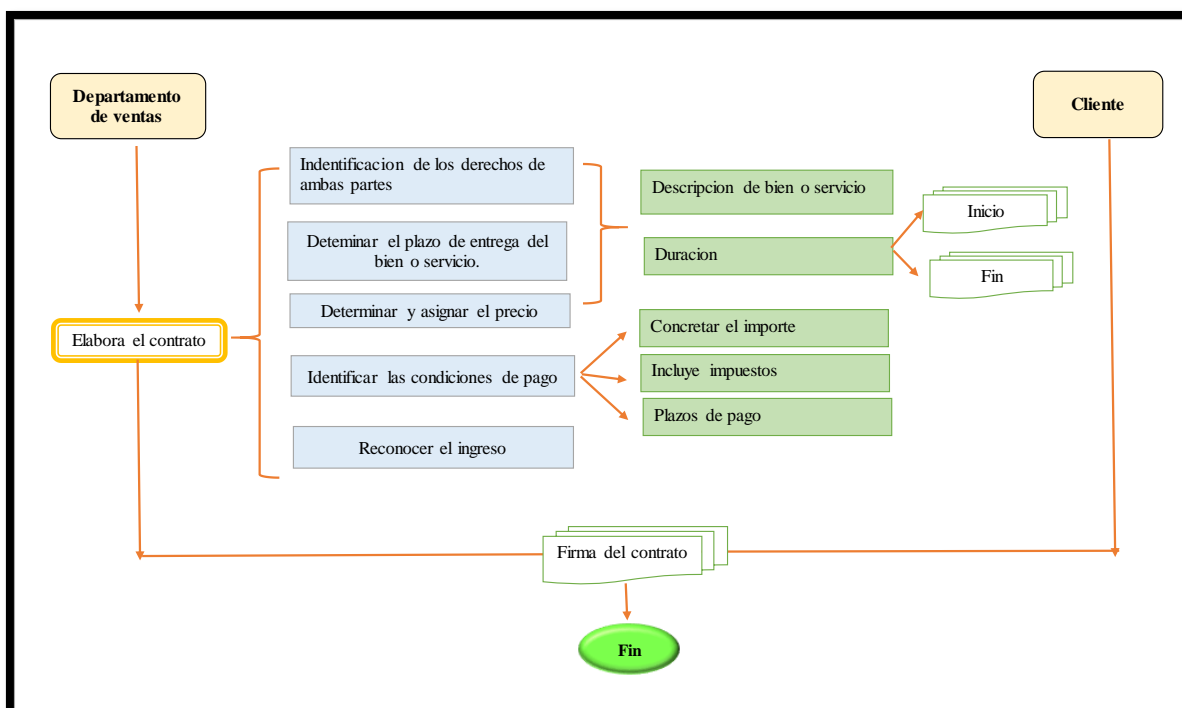 Departamento
de ventas
Cliente
Indentificacion de los derechos de
ambas partes
Descripcion de bien o servicio
Inicio
Deteminar el plazo de entrega del
bien o servicio.
Duracion
Fin
Determinar y asignar el precio
Elabora el contrato
Concretar el importe
Identificar las condiciones de pago
Incluye impuestos
Plazos de pago
Reconocer el ingreso
Firma del contrato
Fin